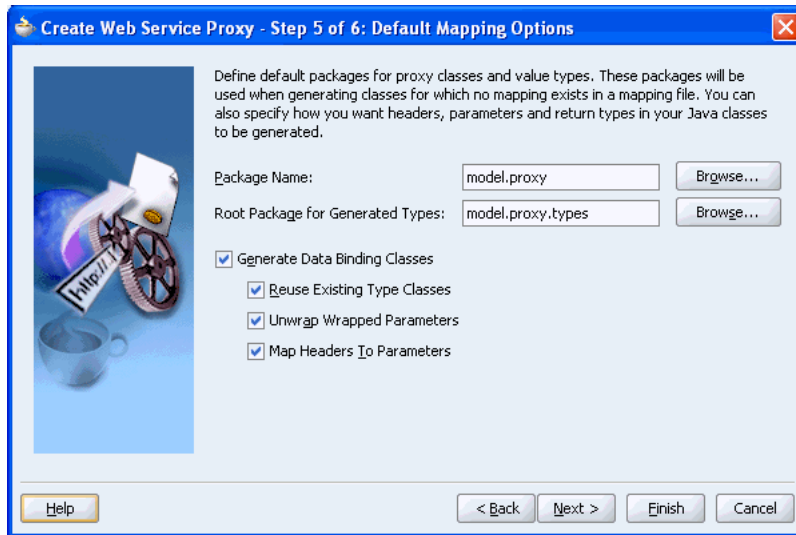 Create Web Service Proxy - Step 5 of 6: Default Mapping Options
Define default packages for proxy classes and value types. These packages will be
used when generating classes for which no mapping exists in a mapping file. You can
also specify how you want headers, parameters and return types in your Java classes
to be generated.
Package Name: model.proxy Browse...
Root Package for Generated Types: model.proxy.types Browse...
Generate Data Binding Classes
Reuse Existing Type Classes
Unwrap Wrapped Parameters
Map Headers To Parameters
http://
Help < Back Next > Finish Cancel